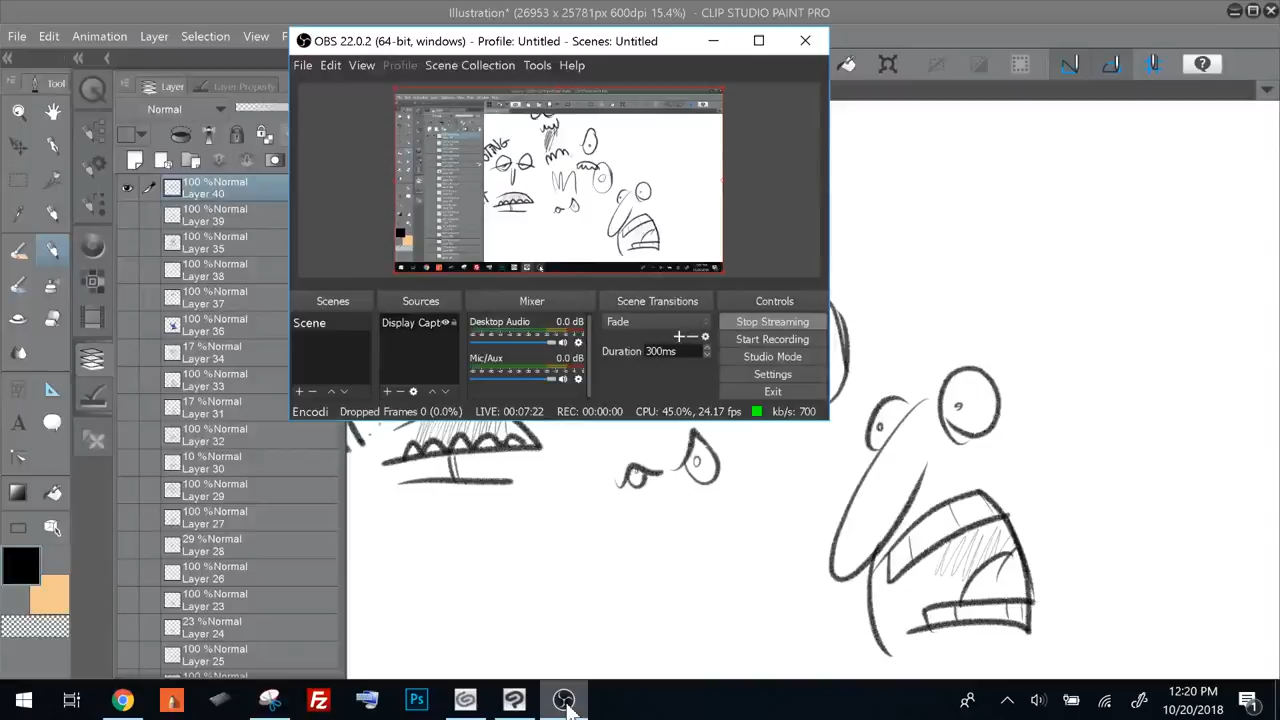 Illustration* (26953 x 25781px 600dpi 15.4%) - CLIP STUDIO PAINT PRO
File Edit Animation Layer Selection View
OBS 22.0.2 (64-bit, windows) - Profile: Untitled - Scenes: Untitled
File Edit View Profile Scene Collection Tools Help
Tool
Layer Layer Property
Normal
100 %Normal
Layer 40
100 %Normal
Layer 39
100 %Normal
Layer 35
100 %Normal
Layer 38
100 %Normal
Layer 37
100 %Normal
Layer 36
17 %Normal
Layer 34
100 %Normal
Layer 33
17 %Normal
Layer 31
100 %Normal
Layer 32
10 %Normal
Layer 30
100 %Normal
Layer 29
100 %Normal
Layer 27
29 %Normal
Layer 28
100 %Normal
Layer 26
100 %Normal
Layer 23
23 %Normal
Layer 24
100 %Normal
Layer 25
Scenes Sources Mixer Scene Transitions Controls
Scene
Display Capt
Desktop Audio 0.0 dB
Mic/Aux 0.0 dB
Fade
Duration 300ms
Stop Streaming
Start Recording
Studio Mode
Settings
Exit
Encodi Dropped Frames 0 (0.0%) LIVE: 00:07:22 REC: 00:00:00 CPU: 45.0%, 24.17 fps kb/s: 700
Ps
12:20 PM
10/20/2018
1